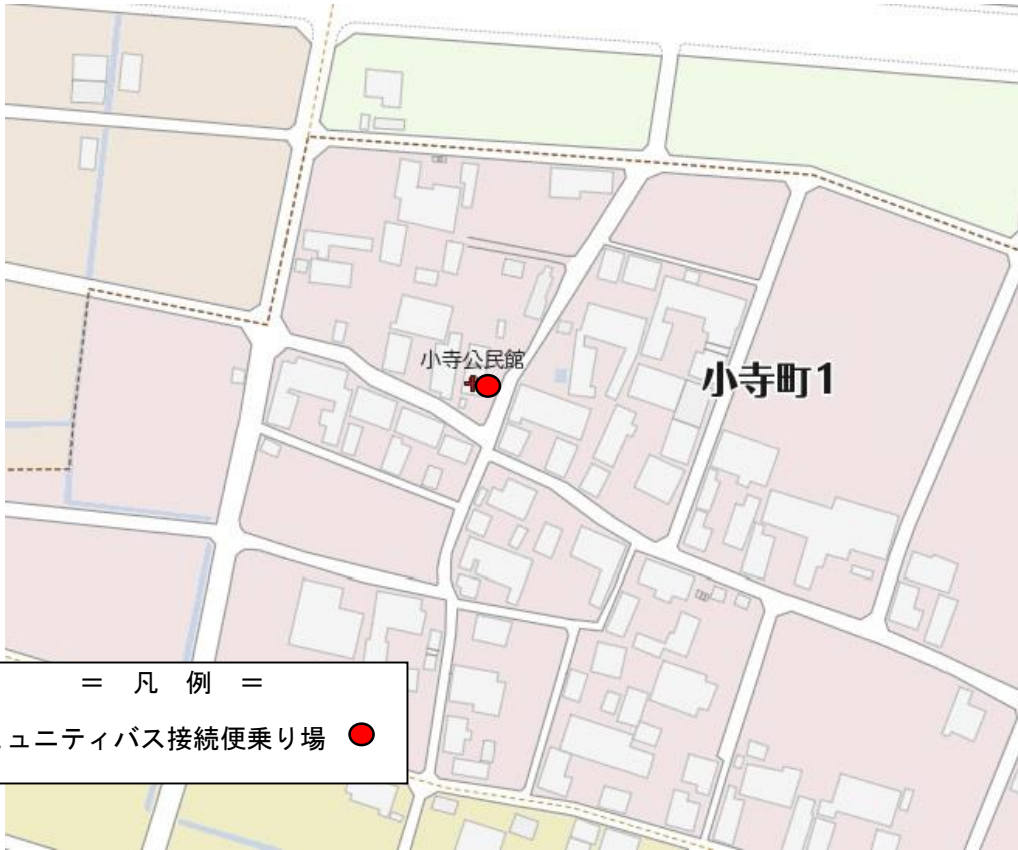 小寺公民館
小寺町1
= 凡 例 =
ュニティバス接続便乗り場